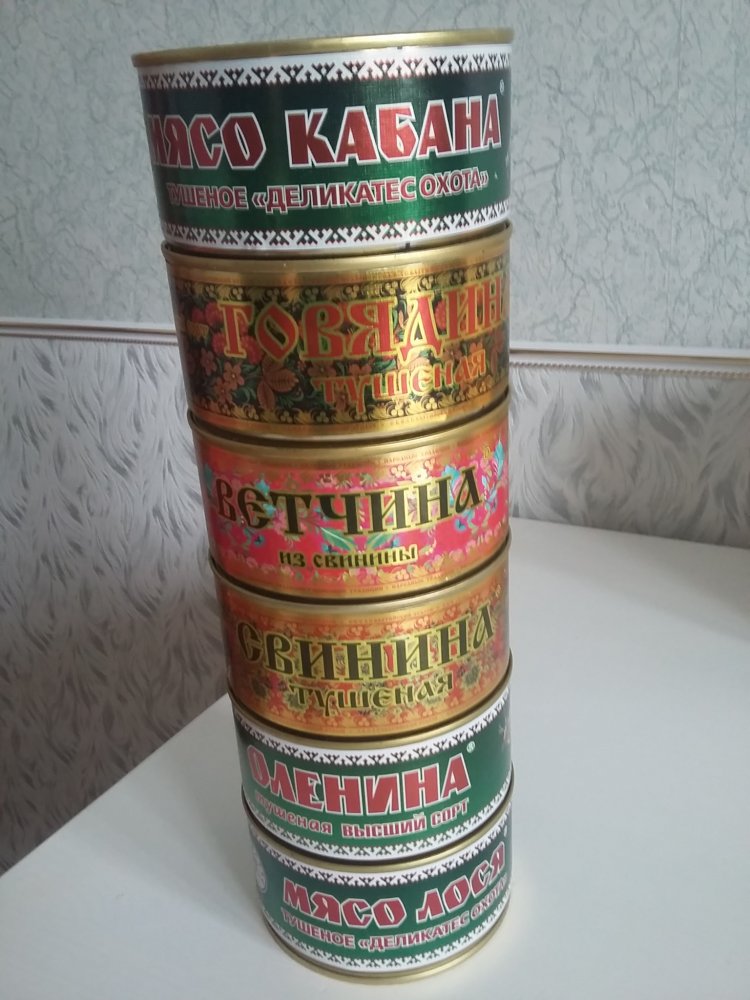 МЯСО КАБАНА®
ТУШЕНОЕ «ДЕЛИКАТЕС ОХОТА»
ГОВЯДИН
ТУШЕНАЯ
ВЕТЧИНА
ИЗ СВИНИНЫ
СВИНИНА
ТУШЕНАЯ
ОЛЕНИНА®
тушеная ВЫСШИЙ СОРТ
МЯСО ЛОСЯ®
ТУШЕНОЕ «ДЕЛИКАТЕС ОХОТА»